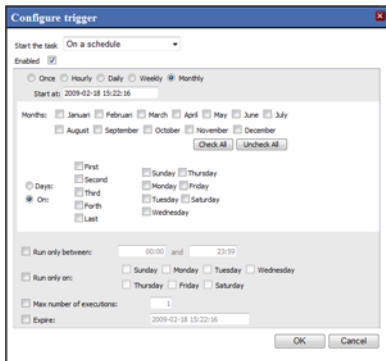 Configure trigger
Start the task On a schedule
Enabled
Once Hourly Daily Weekly Monthly
Start at: 2009-02-18 15:22:16
Months: Januari Februari March April May June July
August September October November December
Check All Uncheck All
First
Second
Third
Forth
Last
Days:
On:
Sunday Thursday
Monday Friday
Tuesday Saturday
Wednesday
Run only between: 00:00 and 23:59
Run only on: Sunday Monday Tuesday Wednesday
Thursday Friday Saturday
Max number of executions: 1
Expire: 2009-02-18 15:22:16
OK Cancel